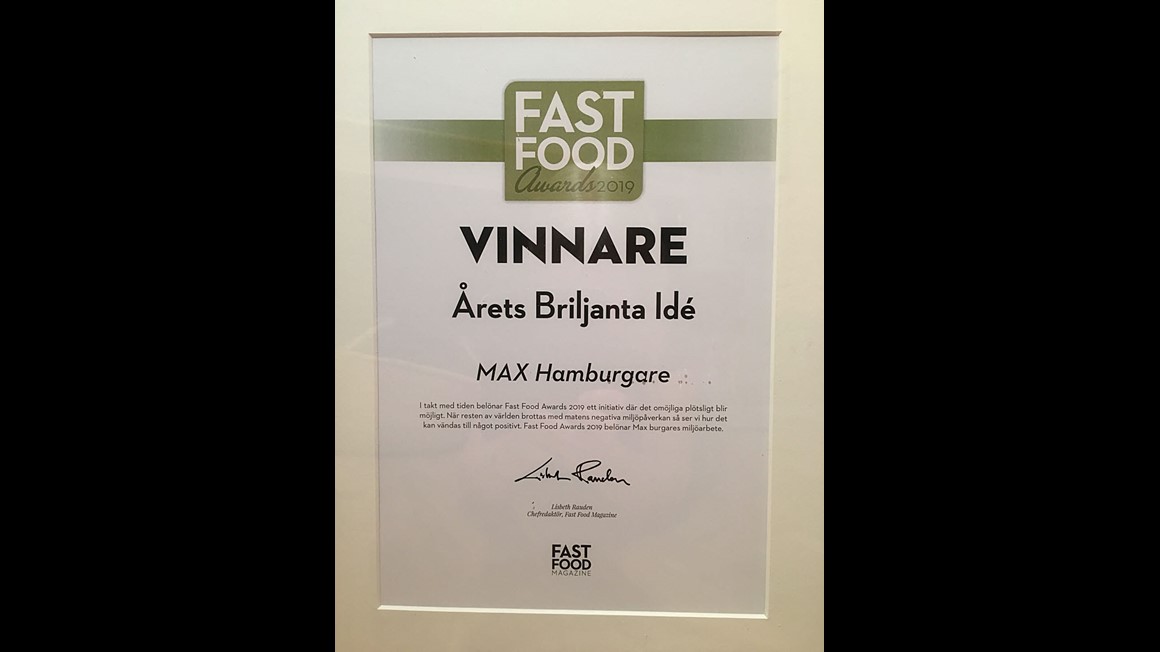 FAST
FOOD
Awards 2019
VINNARE
Årets Briljanta Idé
MAX Hamburgare
I takt med tiden belönar Fast Food Awards 2019 ett initiativ där det omöjliga plötsligt blir
möjligt. När resten av världen brottas med matens negativa miljöpåverkan så ser vi hur det
kan vändas till något positivt. Fast Food Awards 2019 belönar Max burgares miljöarbete.
Lisbeth Rauden
Chefredaktör, Fast Food Magazine
FAST
FOOD
MAGAZINE